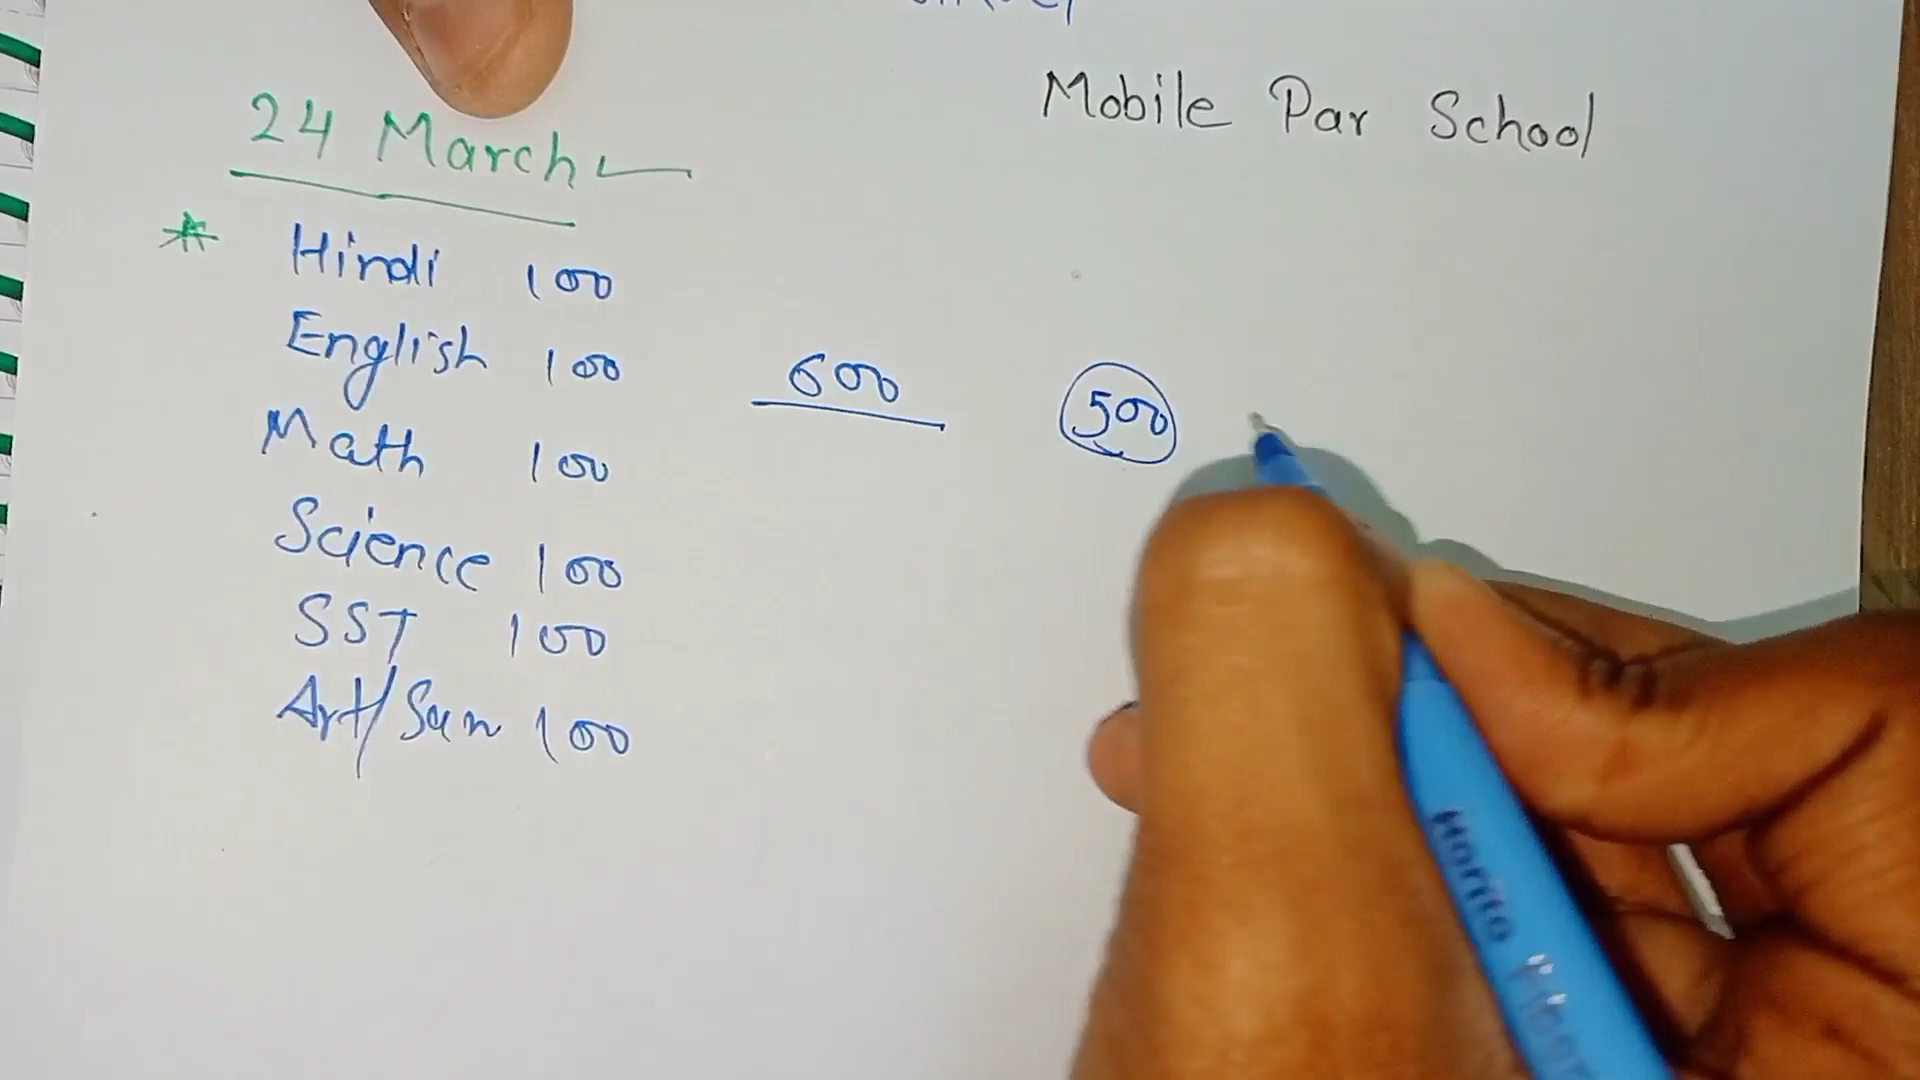 Mobile Par School
24 March
Hindi 100
English 100
Math 100
Science 100
SST 100
Art/San 100
600
500